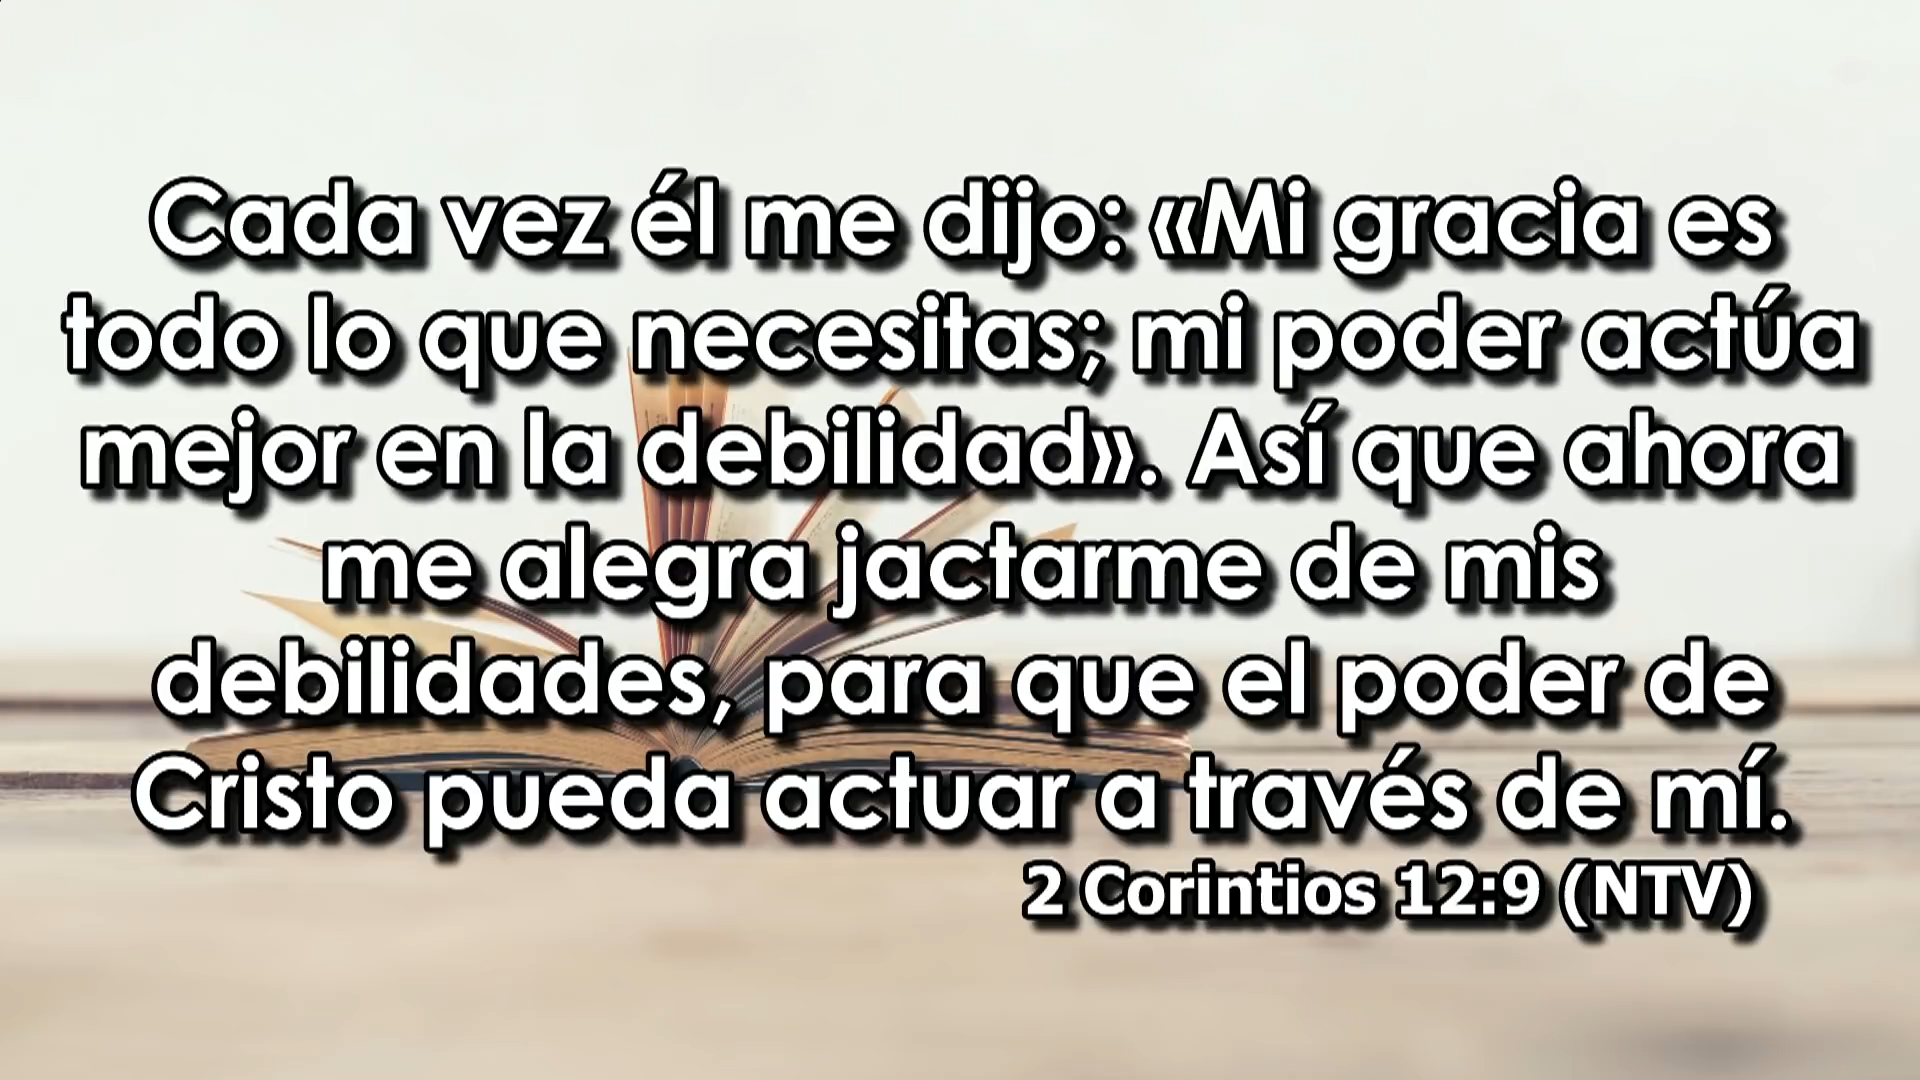 Cada vez él me dijo: «Mi gracia es
todo lo que necesitas; mi poder actúa
mejor en la debilidad». Así que ahora
me alegra jactarme de mis
debilidades, para que el poder de
Cristo pueda actuar a través de mí.
2 Corintios 12:9 (NTV)